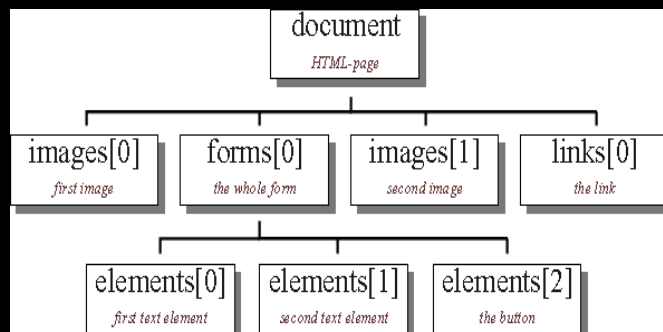 document
HTML-page
images[0]
first image
forms[0]
the whole form
images[1]
second image
links[0]
the link
elements[0]
first text element
elements[1]
second text element
elements[2]
the button